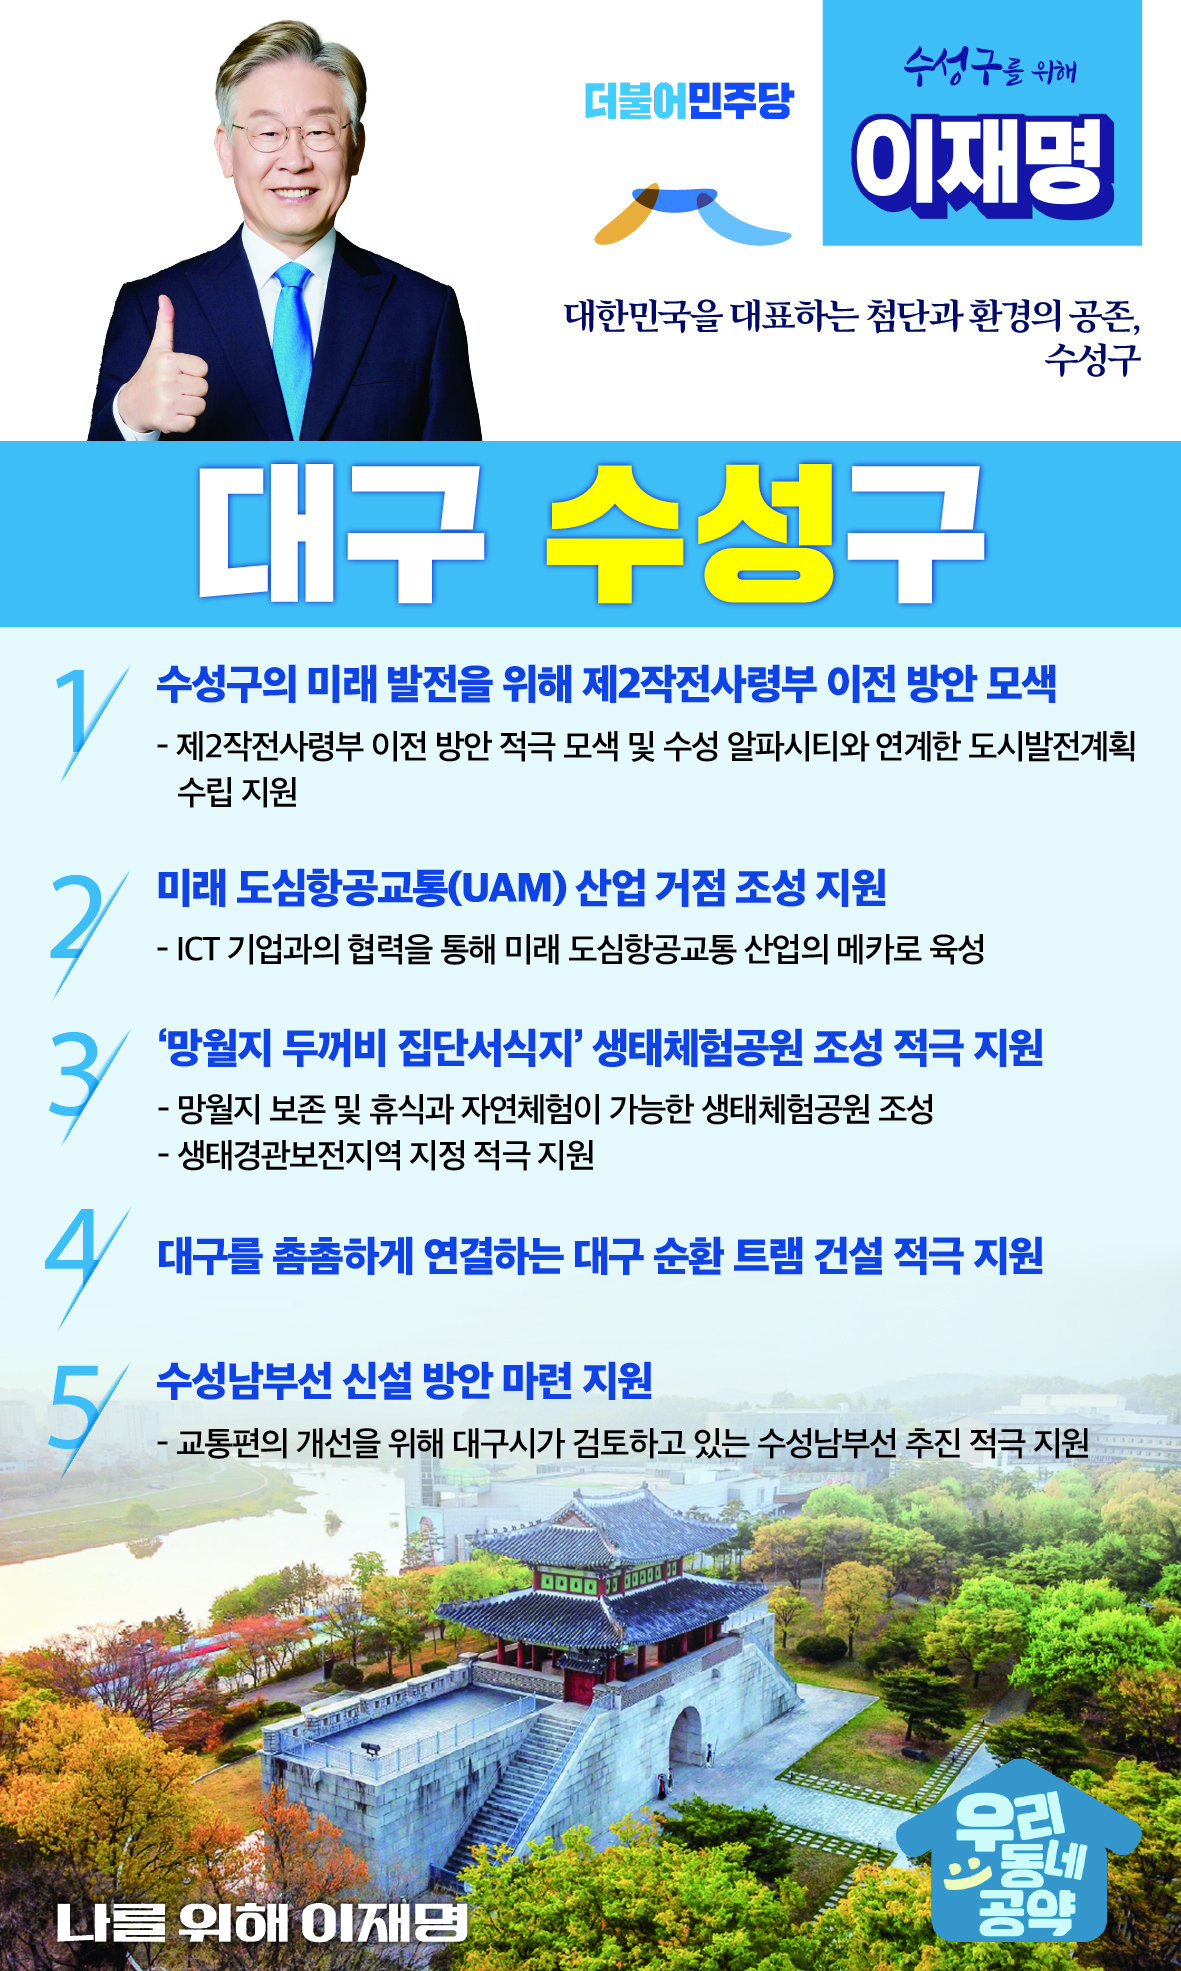 더불어민주당
수성구를 위해
이재명
대한민국을 대표하는 첨단과 환경의 공존,
수성구
대구 수성구
1
수성구의 미래 발전을 위해 제2작전사령부 이전 방안 모색
- 제2작전사령부 이전 방안 적극 모색 및 수성 알파시티와 연계한 도시발전계획
수립 지원
2
미래 도심항공교통(UAM) 산업 거점 조성 지원
- ICT 기업과의 협력을 통해 미래 도심항공교통 산업의 메카로 육성
3
‘망월지 두꺼비 집단서식지’ 생태체험공원 조성 적극 지원
- 망월지 보존 및 휴식과 자연체험이 가능한 생태체험공원 조성
- 생태경관보전지역 지정 적극 지원
4
대구를 촘촘하게 연결하는 대구 순환 트램 건설 적극 지원
5
수성남부선 신설 방안 마련 지원
- 교통편의 개선을 위해 대구시가 검토하고 있는 수성남부선 추진 적극 지원
우리
동네
공약
나를 위해 이재명